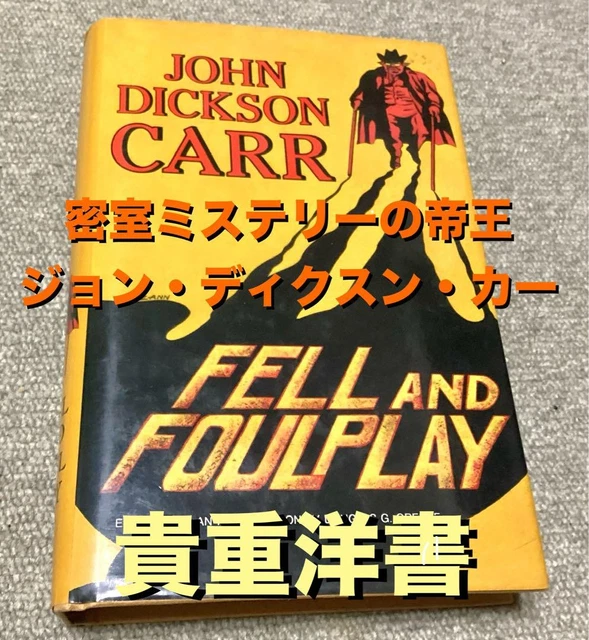 JOHN
DICKSON
CARR
密室ミステリーの帝王
ジョン・ディクスン・カー
FELL AND
FOULPLAY
貴重洋書